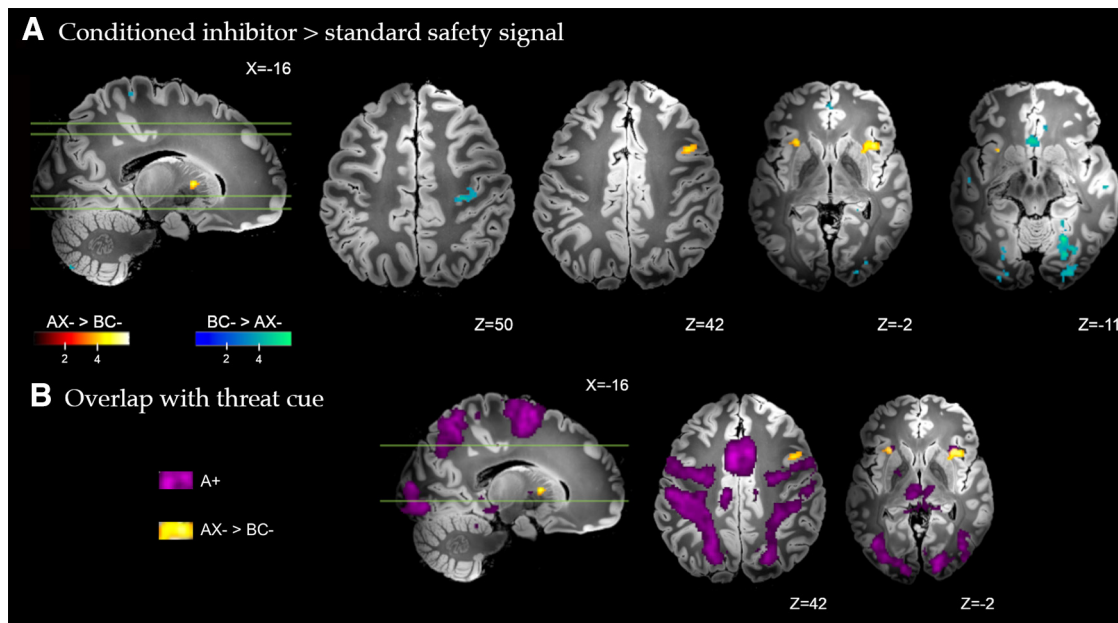 A Conditioned inhibitor > standard safety signal
X=-16
AX- > BC-
BC- > AX-
2 4
2 4
Z=50
Z=42
Z=-2
Z=-11
B Overlap with threat cue
X=-16
A+
AX- > BC-
Z=42
Z=-2